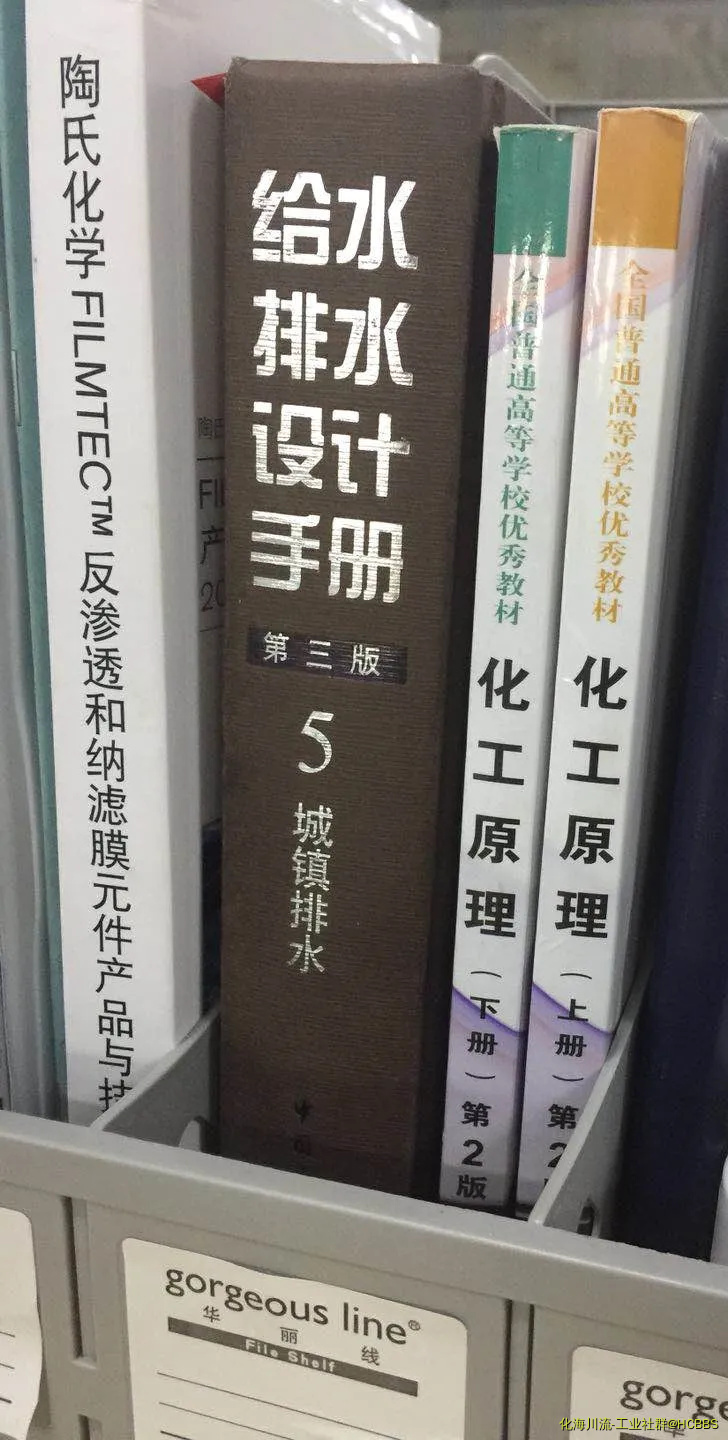 陶氏化学 FILMTEC™ 反渗透和纳滤膜元件产品与技
给水
排水
设计
手册
第三版
5
城镇排水
中国
全国普通高等学校优秀教材
化工原理
（下册）
第2版
全国普通高等学校优秀教材
化工原理
（上册）
第2
gorgeous line®
华丽线
File Shelf
化海川流-工业社群@HCBBS